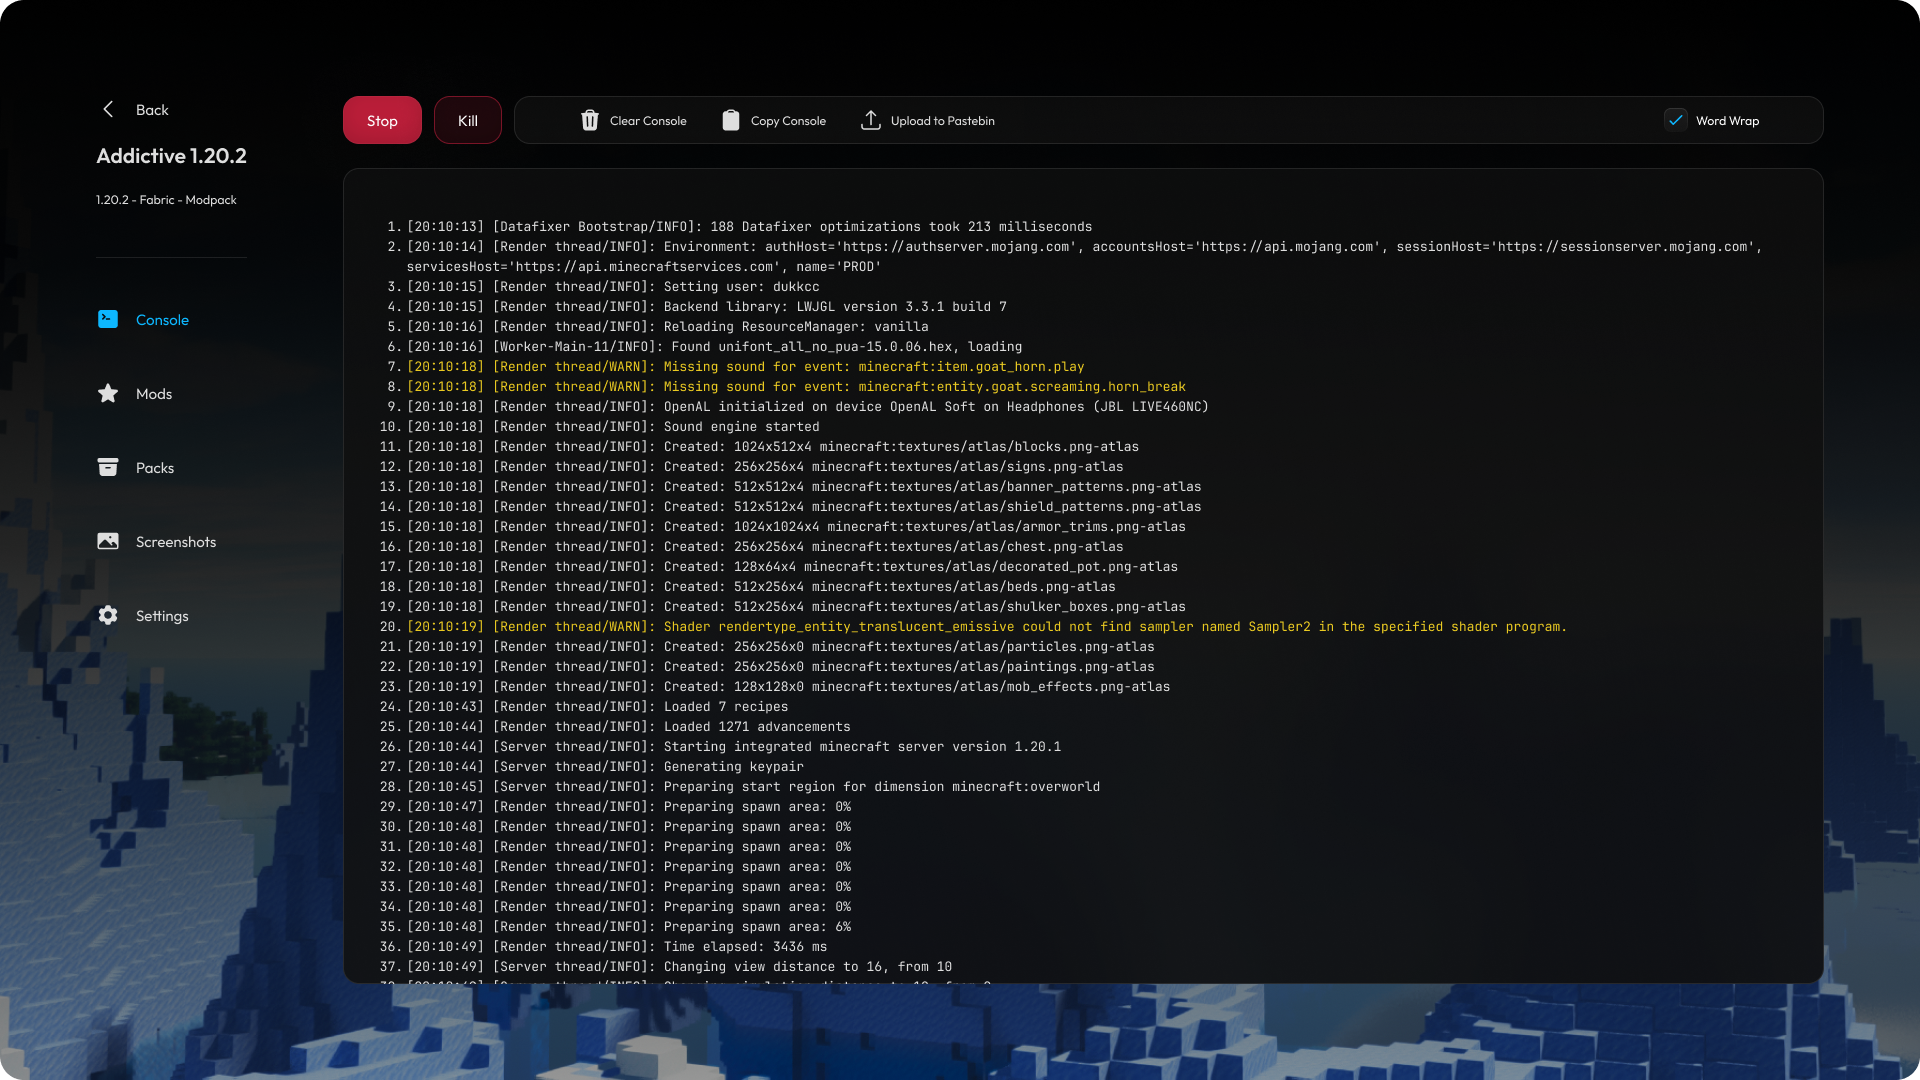 Back
Addictive 1.20.2
1.20.2 - Fabric - Modpack
Console
Mods
Packs
Screenshots
Settings
Stop
Kill
Clear Console
Copy Console
Upload to Pastebin
Word Wrap
1. [20:10:13] [Datafixer Bootstrap/INFO]: 188 Datafixer optimizations took 213 milliseconds
2. [20:10:14] [Render thread/INFO]: Environment: authHost='https://authserver.mojang.com', accountsHost='https://api.mojang.com', sessionHost='https://sessionserver.mojang.com',
servicesHost='https://api.minecraftservices.com', name='PROD'
3. [20:10:15] [Render thread/INFO]: Setting user: dukkcc
4. [20:10:15] [Render thread/INFO]: Backend library: LWJGL version 3.3.1 build 7
5. [20:10:16] [Render thread/INFO]: Reloading ResourceManager: vanilla
6. [20:10:16] [Worker-Main-11/INFO]: Found unifont_all_no_pua-15.0.06.hex, loading
7. [20:10:18] [Render thread/WARN]: Missing sound for event: minecraft:item.goat_horn.play
8. [20:10:18] [Render thread/WARN]: Missing sound for event: minecraft:entity.goat.screaming.horn_break
9. [20:10:18] [Render thread/INFO]: OpenAL initialized on device OpenAL Soft on Headphones (JBL LIVE460NC)
10. [20:10:18] [Render thread/INFO]: Sound engine started
11. [20:10:18] [Render thread/INFO]: Created: 1024x512x4 minecraft:textures/atlas/blocks.png-atlas
12. [20:10:18] [Render thread/INFO]: Created: 256x256x4 minecraft:textures/atlas/signs.png-atlas
13. [20:10:18] [Render thread/INFO]: Created: 512x512x4 minecraft:textures/atlas/banner_patterns.png-atlas
14. [20:10:18] [Render thread/INFO]: Created: 512x512x4 minecraft:textures/atlas/shield_patterns.png-atlas
15. [20:10:18] [Render thread/INFO]: Created: 1024x1024x4 minecraft:textures/atlas/armor_trims.png-atlas
16. [20:10:18] [Render thread/INFO]: Created: 256x256x4 minecraft:textures/atlas/chest.png-atlas
17. [20:10:18] [Render thread/INFO]: Created: 128x64x4 minecraft:textures/atlas/decorated_pot.png-atlas
18. [20:10:18] [Render thread/INFO]: Created: 512x256x4 minecraft:textures/atlas/beds.png-atlas
19. [20:10:18] [Render thread/INFO]: Created: 512x256x4 minecraft:textures/atlas/shulker_boxes.png-atlas
20. [20:10:19] [Render thread/WARN]: Shader rendertype_entity_translucent_emissive could not find sampler named Sampler2 in the specified shader program.
21. [20:10:19] [Render thread/INFO]: Created: 256x256x0 minecraft:textures/atlas/particles.png-atlas
22. [20:10:19] [Render thread/INFO]: Created: 256x256x0 minecraft:textures/atlas/paintings.png-atlas
23. [20:10:19] [Render thread/INFO]: Created: 128x128x0 minecraft:textures/atlas/mob_effects.png-atlas
24. [20:10:43] [Render thread/INFO]: Loaded 7 recipes
25. [20:10:44] [Render thread/INFO]: Loaded 1271 advancements
26. [20:10:44] [Server thread/INFO]: Starting integrated minecraft server version 1.20.1
27. [20:10:44] [Server thread/INFO]: Generating keypair
28. [20:10:45] [Server thread/INFO]: Preparing start region for dimension minecraft:overworld
29. [20:10:47] [Render thread/INFO]: Preparing spawn area: 0%
30. [20:10:48] [Render thread/INFO]: Preparing spawn area: 0%
31. [20:10:48] [Render thread/INFO]: Preparing spawn area: 0%
32. [20:10:48] [Render thread/INFO]: Preparing spawn area: 0%
33. [20:10:48] [Render thread/INFO]: Preparing spawn area: 0%
34. [20:10:48] [Render thread/INFO]: Preparing spawn area: 0%
35. [20:10:48] [Render thread/INFO]: Preparing spawn area: 6%
36. [20:10:49] [Render thread/INFO]: Time elapsed: 3436 ms
37. [20:10:49] [Server thread/INFO]: Changing view distance to 16, from 10